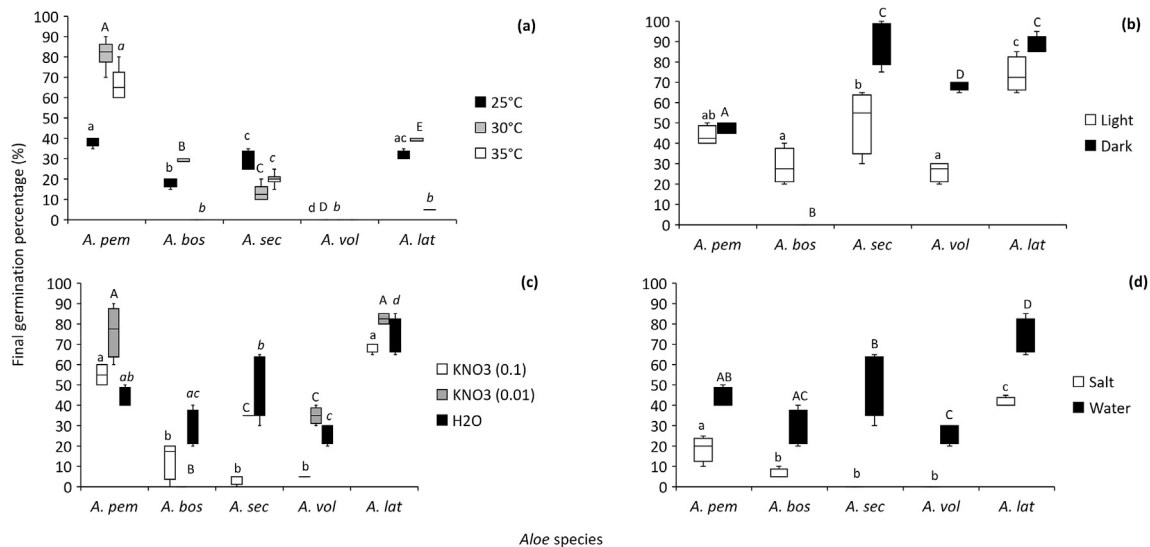 (a)
100
90
80
70
60
50
40
30
20
10
0
A a
a
b B b
c C c
d D b
ac E b
25°C
30°C
35°C
A. pem A. bos A. sec A. vol A. lat
(b)
100
90
80
70
60
50
40
30
20
10
0
ab A
a B
b C
a D
c C
Light
Dark
A. pem A. bos A. sec A. vol A. lat
Final germination percentage (%)
(c)
100
90
80
70
60
50
40
30
20
10
0
a A ab
b B ac
b C b
b C c
a A d
KNO3 (0.1)
KNO3 (0.01)
H2O
A. pem A. bos A. sec A. vol A. lat
(d)
100
90
80
70
60
50
40
30
20
10
0
a AB
b AC
b B
b C
c D
Salt
Water
A. pem A. bos A. sec A. vol A. lat
Aloe species